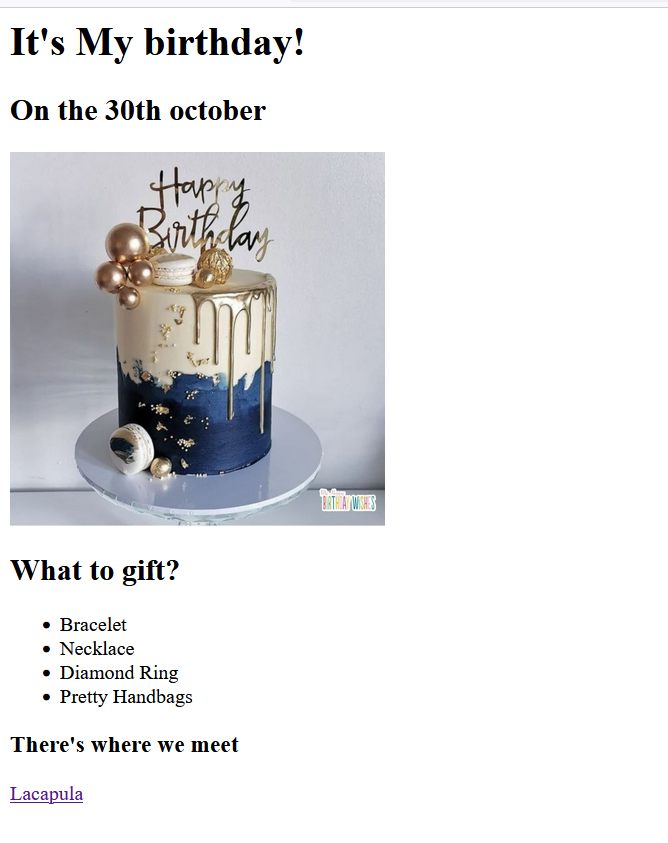 It's My birthday!
On the 30th october
Happy
Birthday
BIRTHDAY WISHES
What to gift?
Bracelet
Necklace
Diamond Ring
Pretty Handbags
There's where we meet
Lacapula